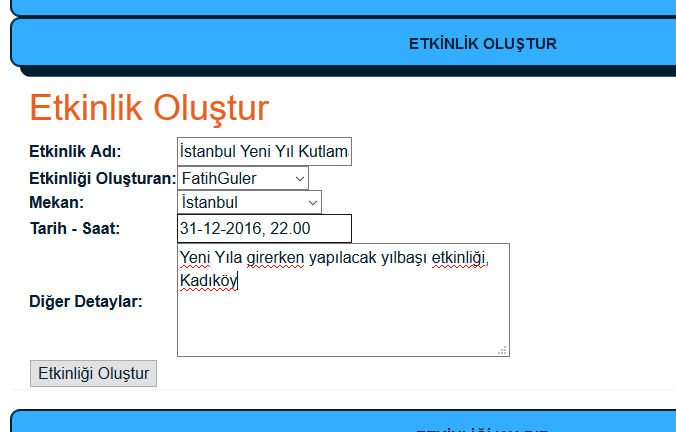 ETKİNLİK OLUŞTUR
Etkinlik Oluştur
Etkinlik Adı: İstanbul Yeni Yıl Kutlam
Etkinliği Oluşturan: FatihGuler
Mekan: İstanbul
Tarih - Saat: 31-12-2016, 22.00
Diğer Detaylar: Yeni Yıla girerken yapılacak yılbaşı etkinliği,
Kadıköy
Etkinliği Oluştur